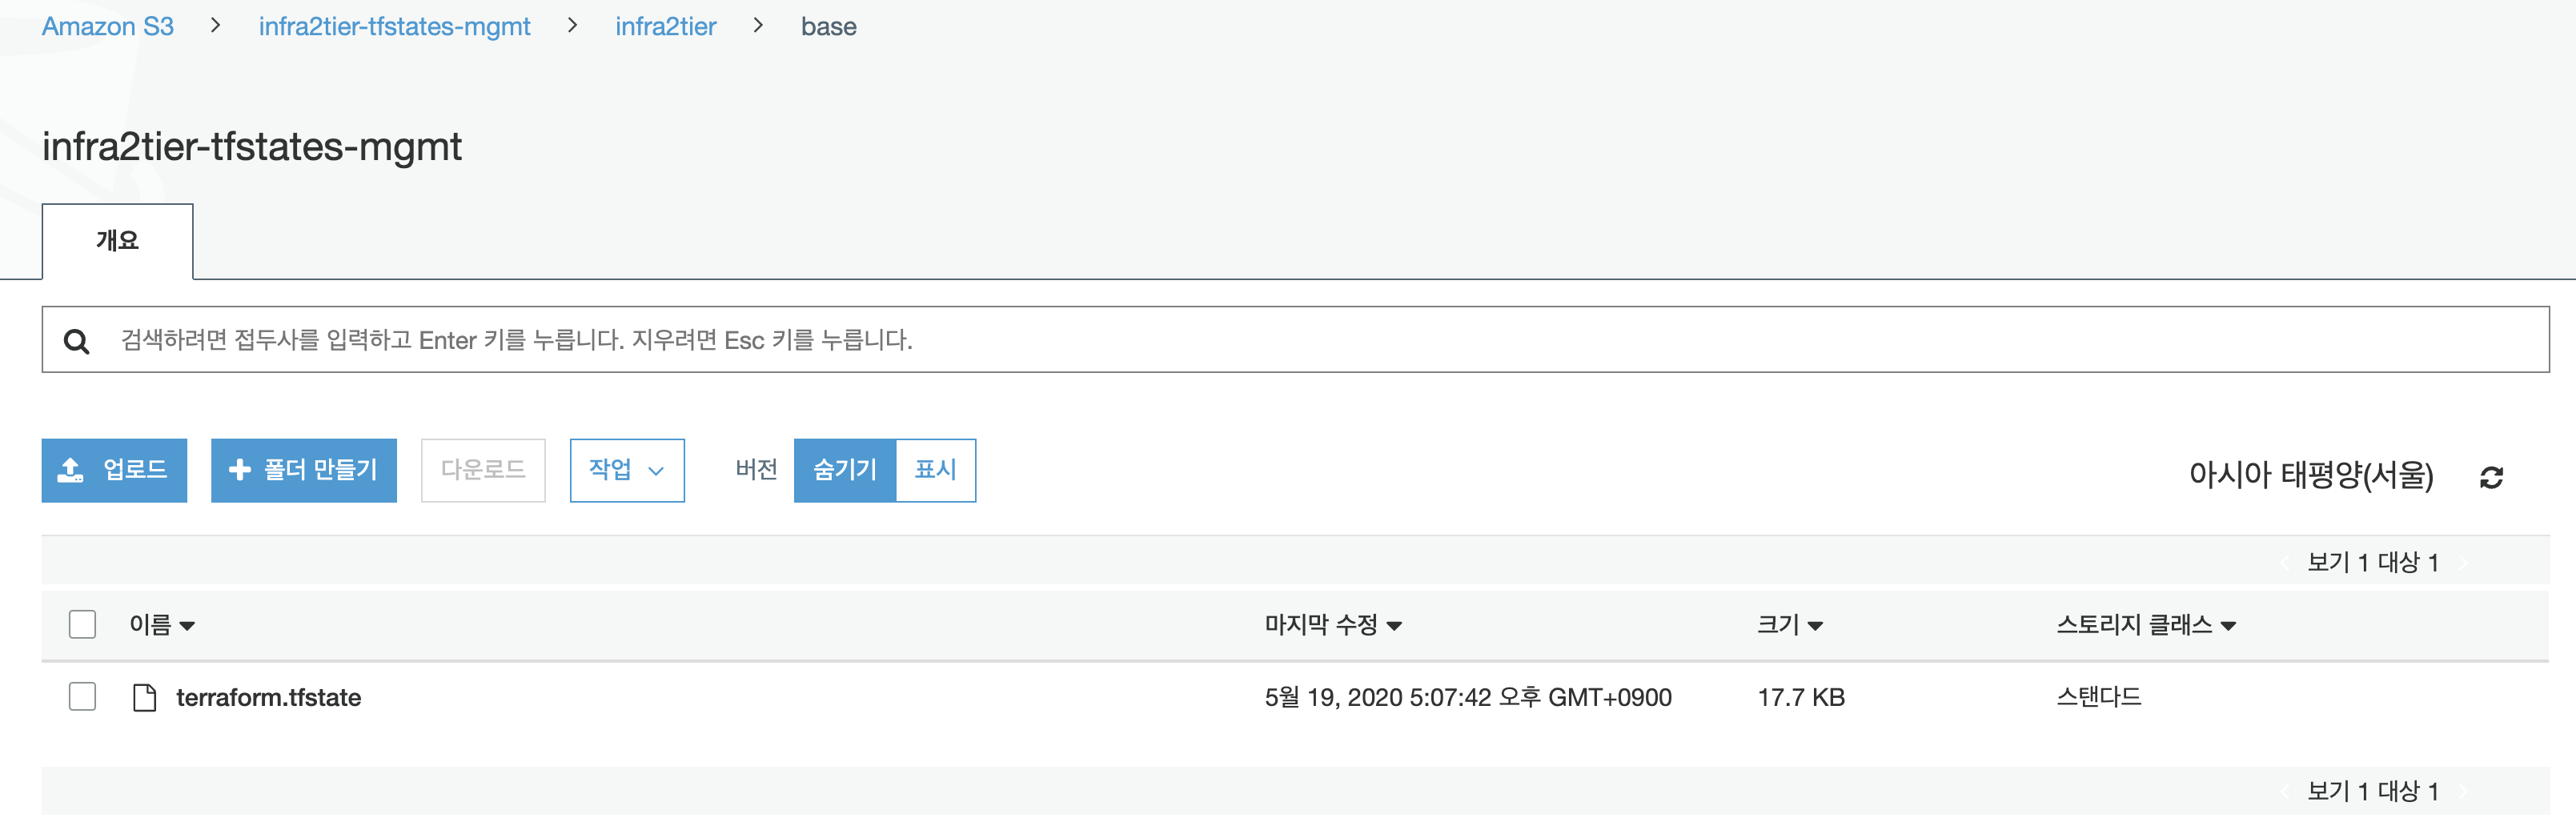 Amazon S3 > infra2tier-tfstates-mgmt > infra2tier > base
infra2tier-tfstates-mgmt
개요
검색하려면 접두사를 입력하고 Enter 키를 누릅니다. 지우려면 Esc 키를 누릅니다.
업로드 + 폴더 만들기 다운로드 작업 버전 숨기기 표시 아시아 태평양(서울)
보기 1 대상 1
이름 마지막 수정 크기 스토리지 클래스
terraform.tfstate 5월 19, 2020 5:07:42 오후 GMT+0900 17.7 KB 스탠다드
보기 1 대상 1